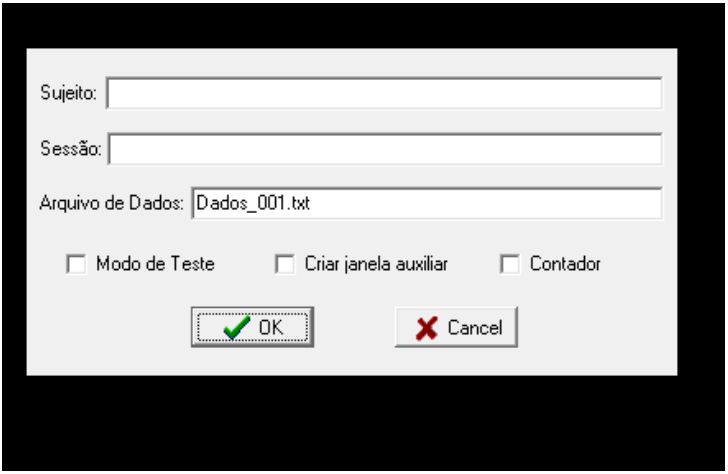 Sujeito:
Sessão:
Arquivo de Dados: Dados_001.txt
Modo de Teste Criar janela auxiliar Contador
OK Cancel